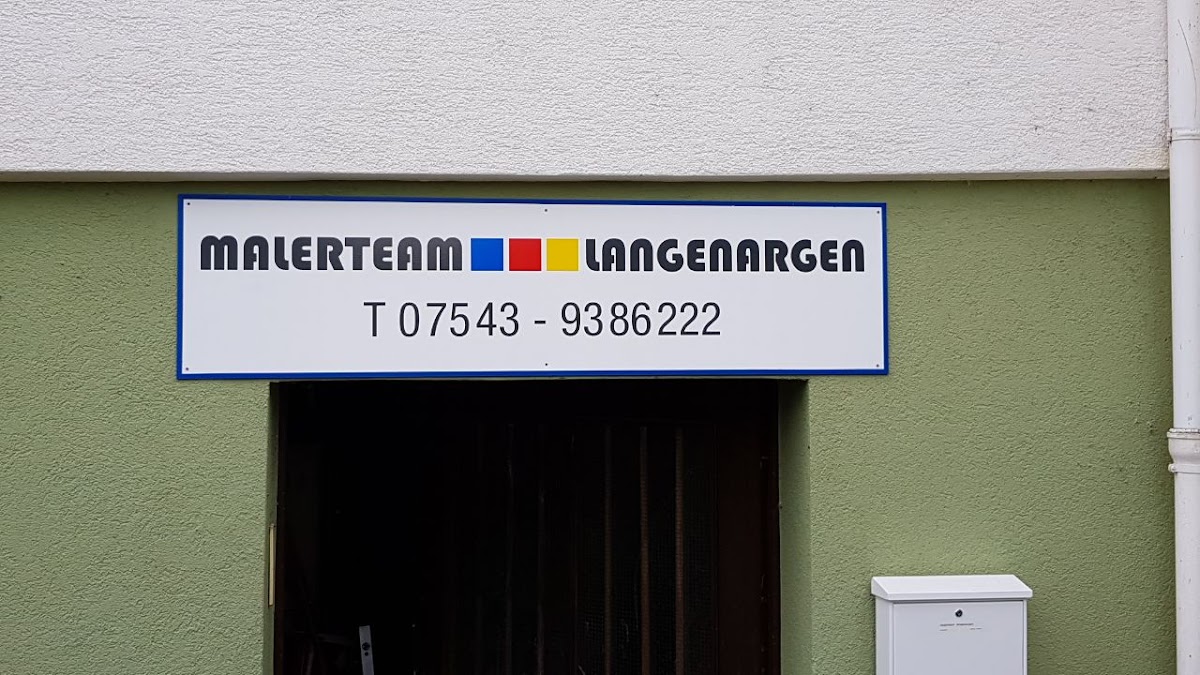 MALERTEAM LANGENARGEN
T 07543 - 9386222